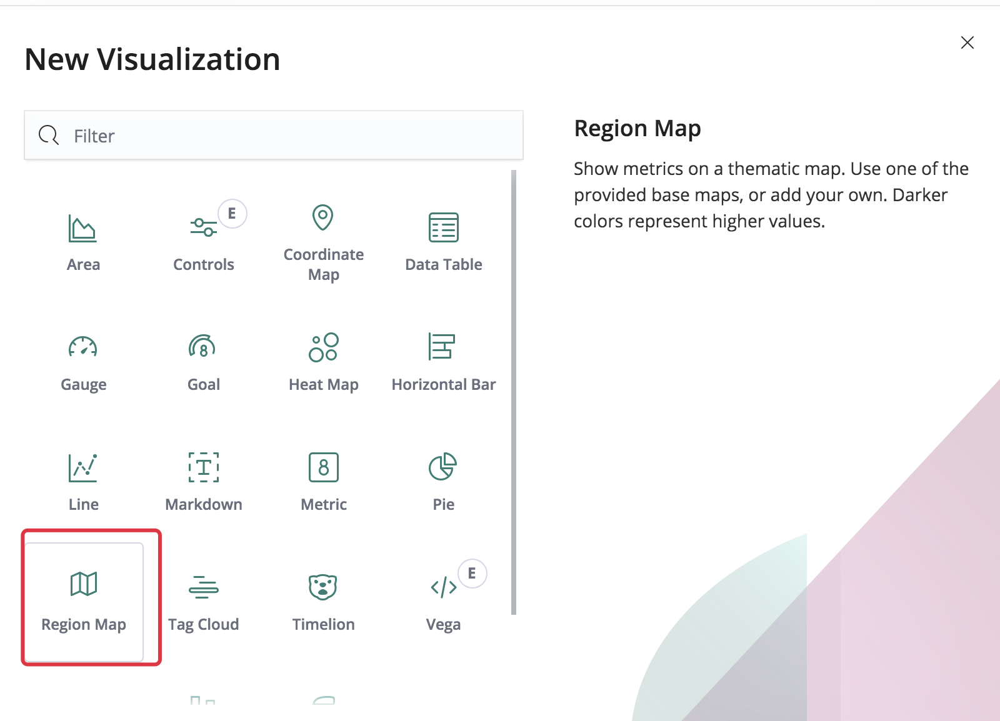 New Visualization
Filter
Region Map
Show metrics on a thematic map. Use one of the
provided base maps, or add your own. Darker
colors represent higher values.
E
Area
Controls
Coordinate
Map
Data Table
8
Gauge
Goal
Heat Map
Horizontal Bar
T
8
Line
Markdown
Metric
Pie
E
Region Map
Tag Cloud
Timelion
Vega